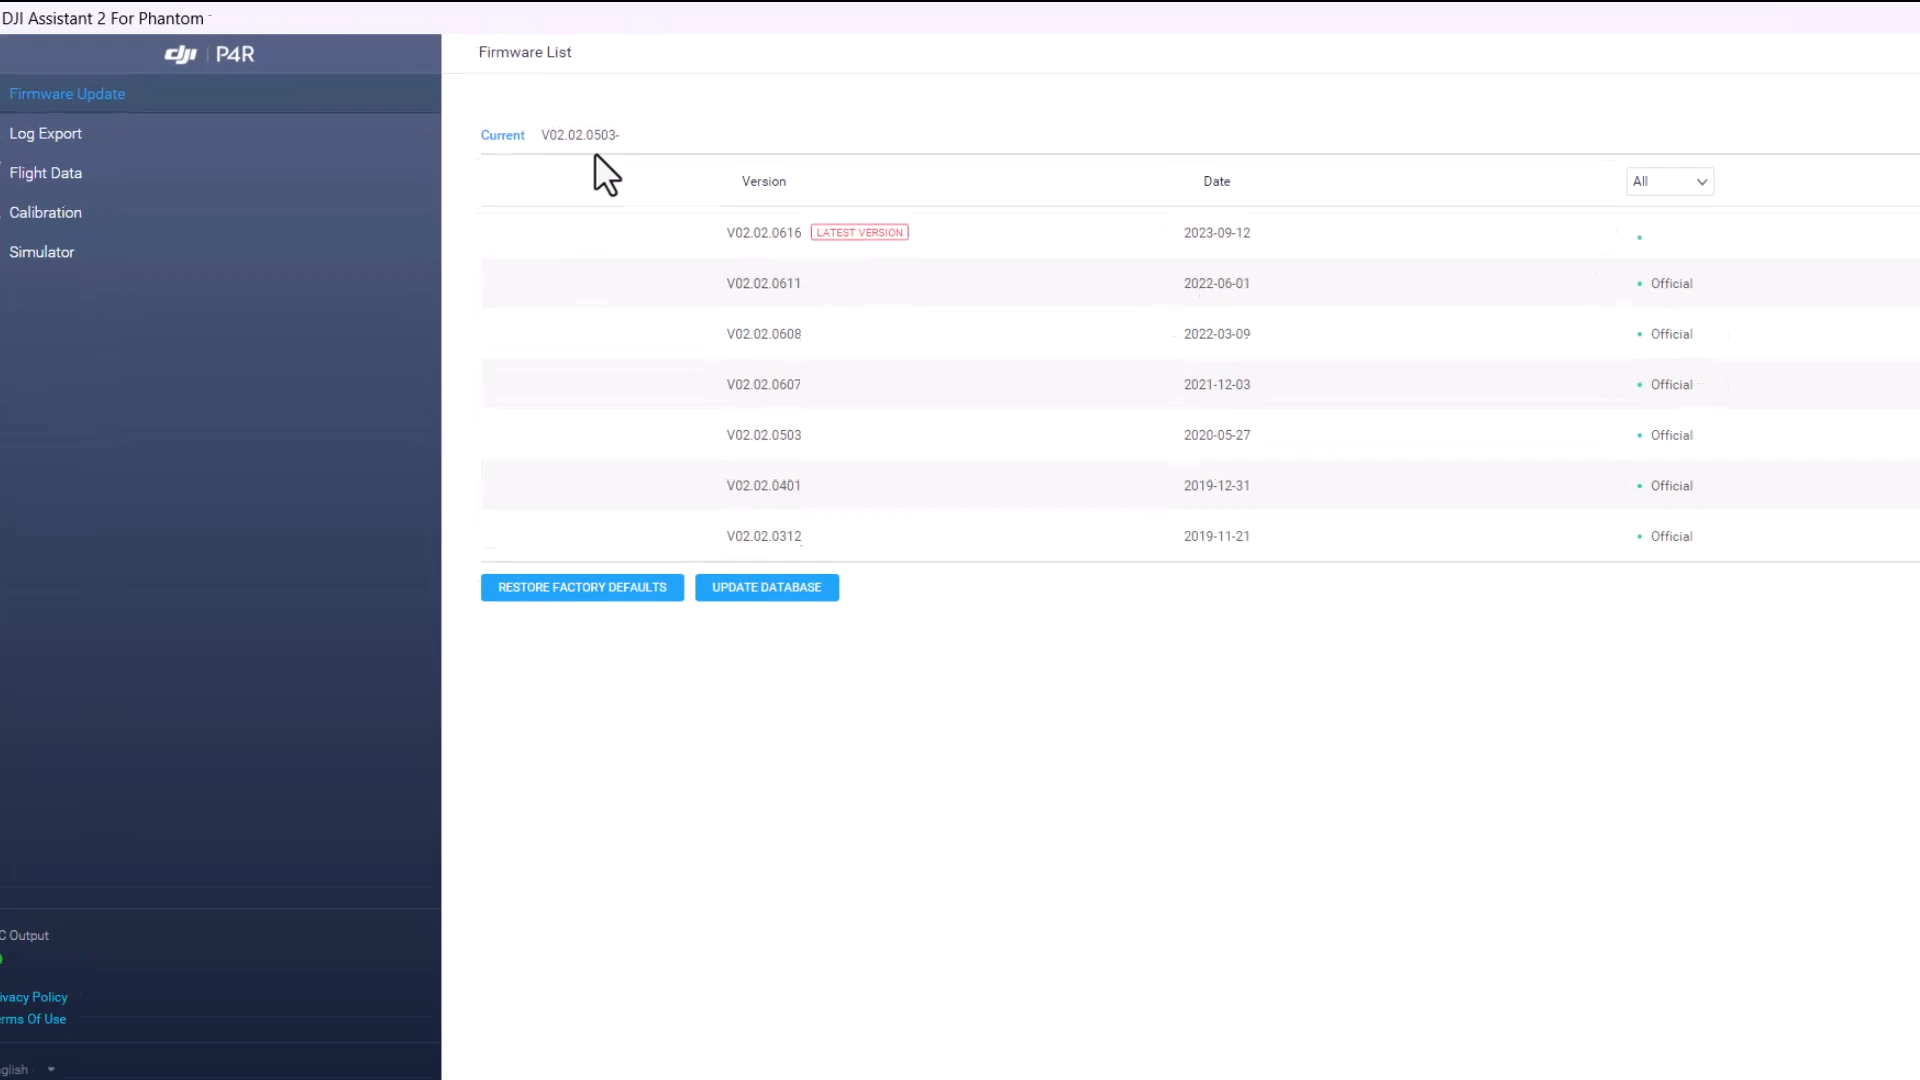 DJI Assistant 2 For Phantom
dji | P4R
Firmware Update
Log Export
Flight Data
Calibration
Simulator
C Output
ivacy Policy
erms Of Use
glish
Firmware List
Current V02.02.0503-
Version Date All
V02.02.0616 LATEST VERSION 2023-09-12
V02.02.0611 2022-06-01 Official
V02.02.0608 2022-03-09 Official
V02.02.0607 2021-12-03 Official
V02.02.0503 2020-05-27 Official
V02.02.0401 2019-12-31 Official
V02.02.0312 2019-11-21 Official
RESTORE FACTORY DEFAULTS UPDATE DATABASE